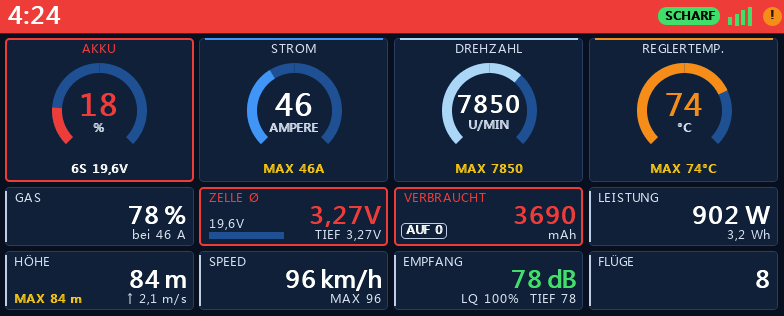 4:24 SCHARF !
AKKU
18
%
6S 19,6V
STROM
46
AMPERE
MAX 46A
DREHZAHL
7850
U/MIN
MAX 7850
REGLERTEMP.
74
°C
MAX 74°C
GAS
78 %
bei 46 A
ZELLE Ø
3,27V
19,6V
TIEF 3,27V
VERBRAUCHT
3690
AUF 0
mAh
LEISTUNG
902 W
3,2 Wh
HÖHE
84 m
MAX 84 m ↑ 2,1 m/s
SPEED
96 km/h
MAX 96
EMPFANG
78 dB
LQ 100% TIEF 78
FLÜGE
8